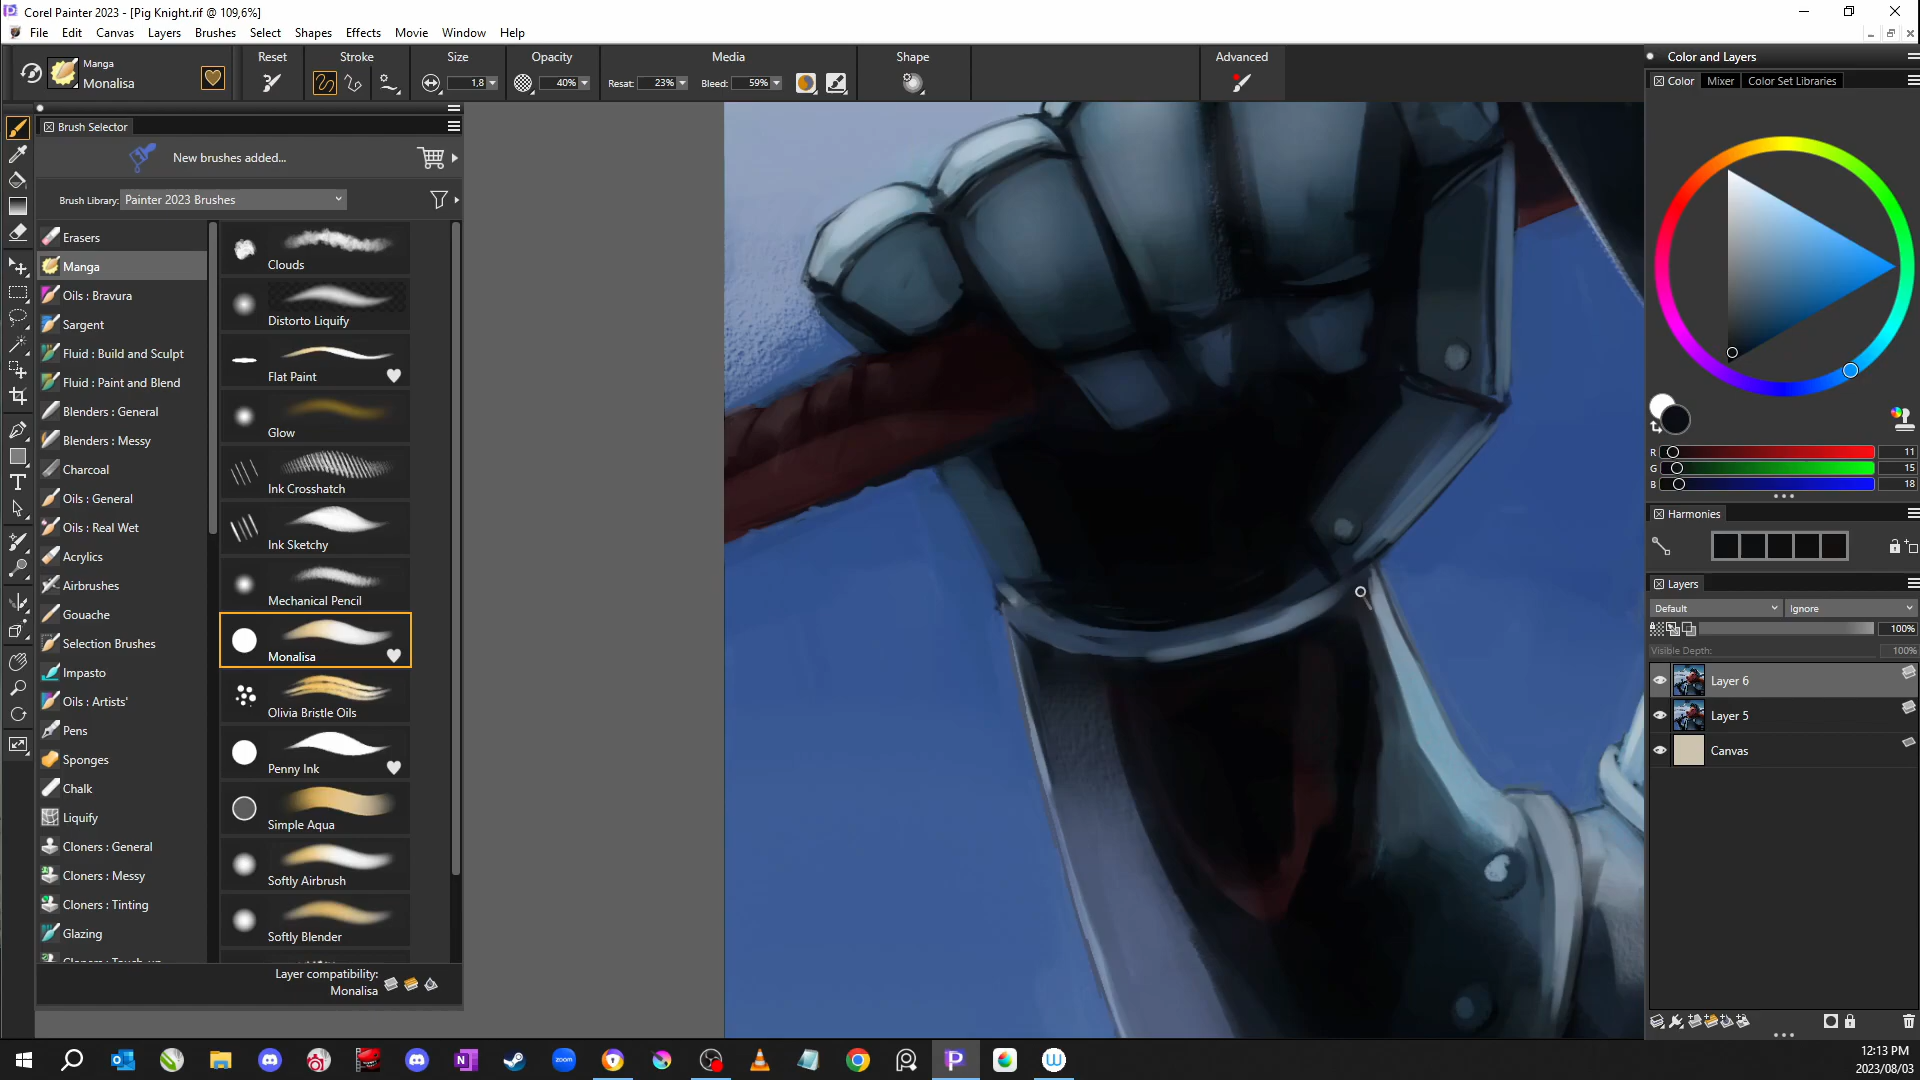 Corel Painter 2023 - [Pig Knight.rif @ 109,6%]
File Edit Canvas Layers Brushes Select Shapes Effects Movie Window Help
Manga
Monalisa
Reset Stroke Size Opacity Media Shape Advanced
1,8 40% Resat: 23% Bleed: 59%
Brush Selector
New brushes added...
Brush Library: Painter 2023 Brushes
Erasers
Manga
Oils : Bravura
Sargent
Fluid : Build and Sculpt
Fluid : Paint and Blend
Blenders : General
Blenders : Messy
Charcoal
Oils : General
Oils : Real Wet
Acrylics
Airbrushes
Gouache
Selection Brushes
Impasto
Oils : Artists'
Pens
Sponges
Chalk
Liquify
Cloners : General
Cloners : Messy
Cloners : Tinting
Glazing
Cloners : Touch-up
Clouds
Distorto Liquify
Flat Paint
Glow
Ink Crosshatch
Ink Sketchy
Mechanical Pencil
Monalisa
Olivia Bristle Oils
Penny Ink
Simple Aqua
Softly Airbrush
Softly Blender
Layer compatibility:
Monalisa
Color and Layers
Color Mixer Color Set Libraries
R 11
G 15
B 18
Harmonies
Layers
Default Ignore
100%
Visible Depth: 100%
Layer 6
Layer 5
Canvas
zoom
12:13 PM
2023/08/03